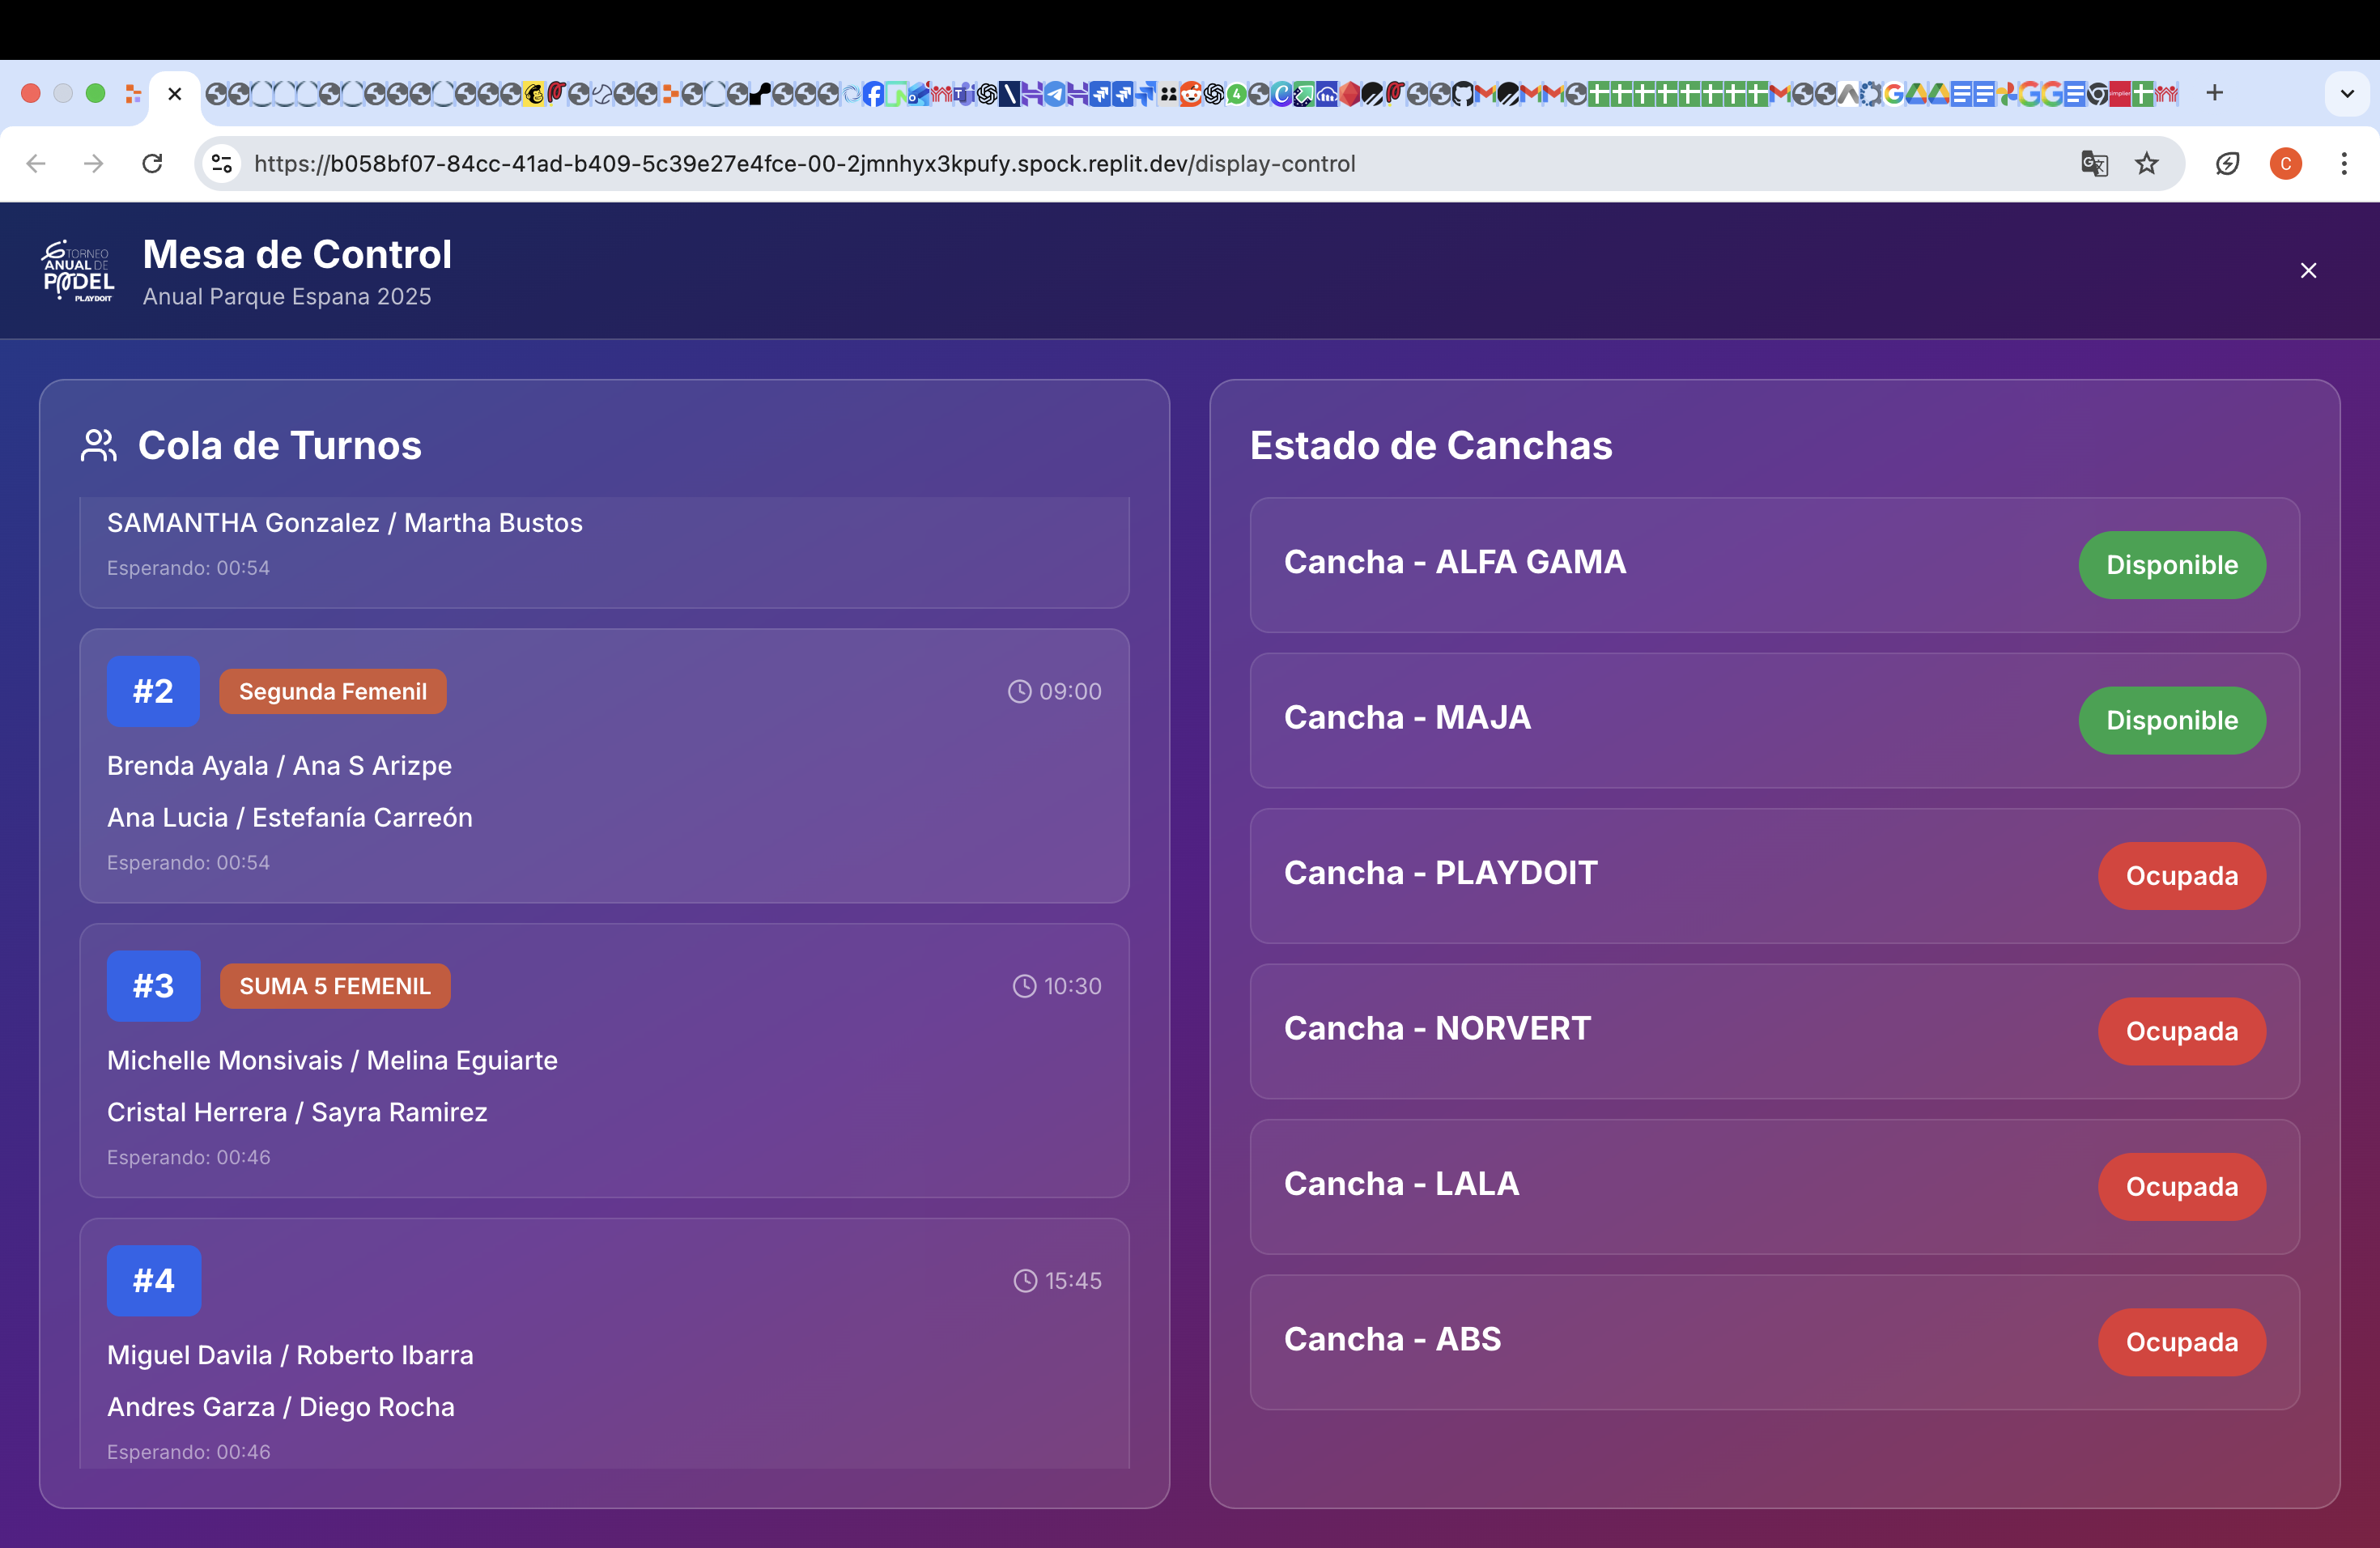 https://b058bf07-84cc-41ad-b409-5c39e27e4fce-00-2jmnhyx3kpufy.spock.replit.dev/display-control
C
TORNEO
ANUAL DE
PADEL
PLAYDOIT
Mesa de Control
Anual Parque Espana 2025
Cola de Turnos
SAMANTHA Gonzalez / Martha Bustos
Esperando: 00:54
#2 Segunda Femenil 09:00
Brenda Ayala / Ana S Arizpe
Ana Lucia / Estefanía Carreón
Esperando: 00:54
#3 SUMA 5 FEMENIL 10:30
Michelle Monsivais / Melina Eguiarte
Cristal Herrera / Sayra Ramirez
Esperando: 00:46
#4 15:45
Miguel Davila / Roberto Ibarra
Andres Garza / Diego Rocha
Esperando: 00:46
Estado de Canchas
Cancha - ALFA GAMA Disponible
Cancha - MAJA Disponible
Cancha - PLAYDOIT Ocupada
Cancha - NORVERT Ocupada
Cancha - LALA Ocupada
Cancha - ABS Ocupada